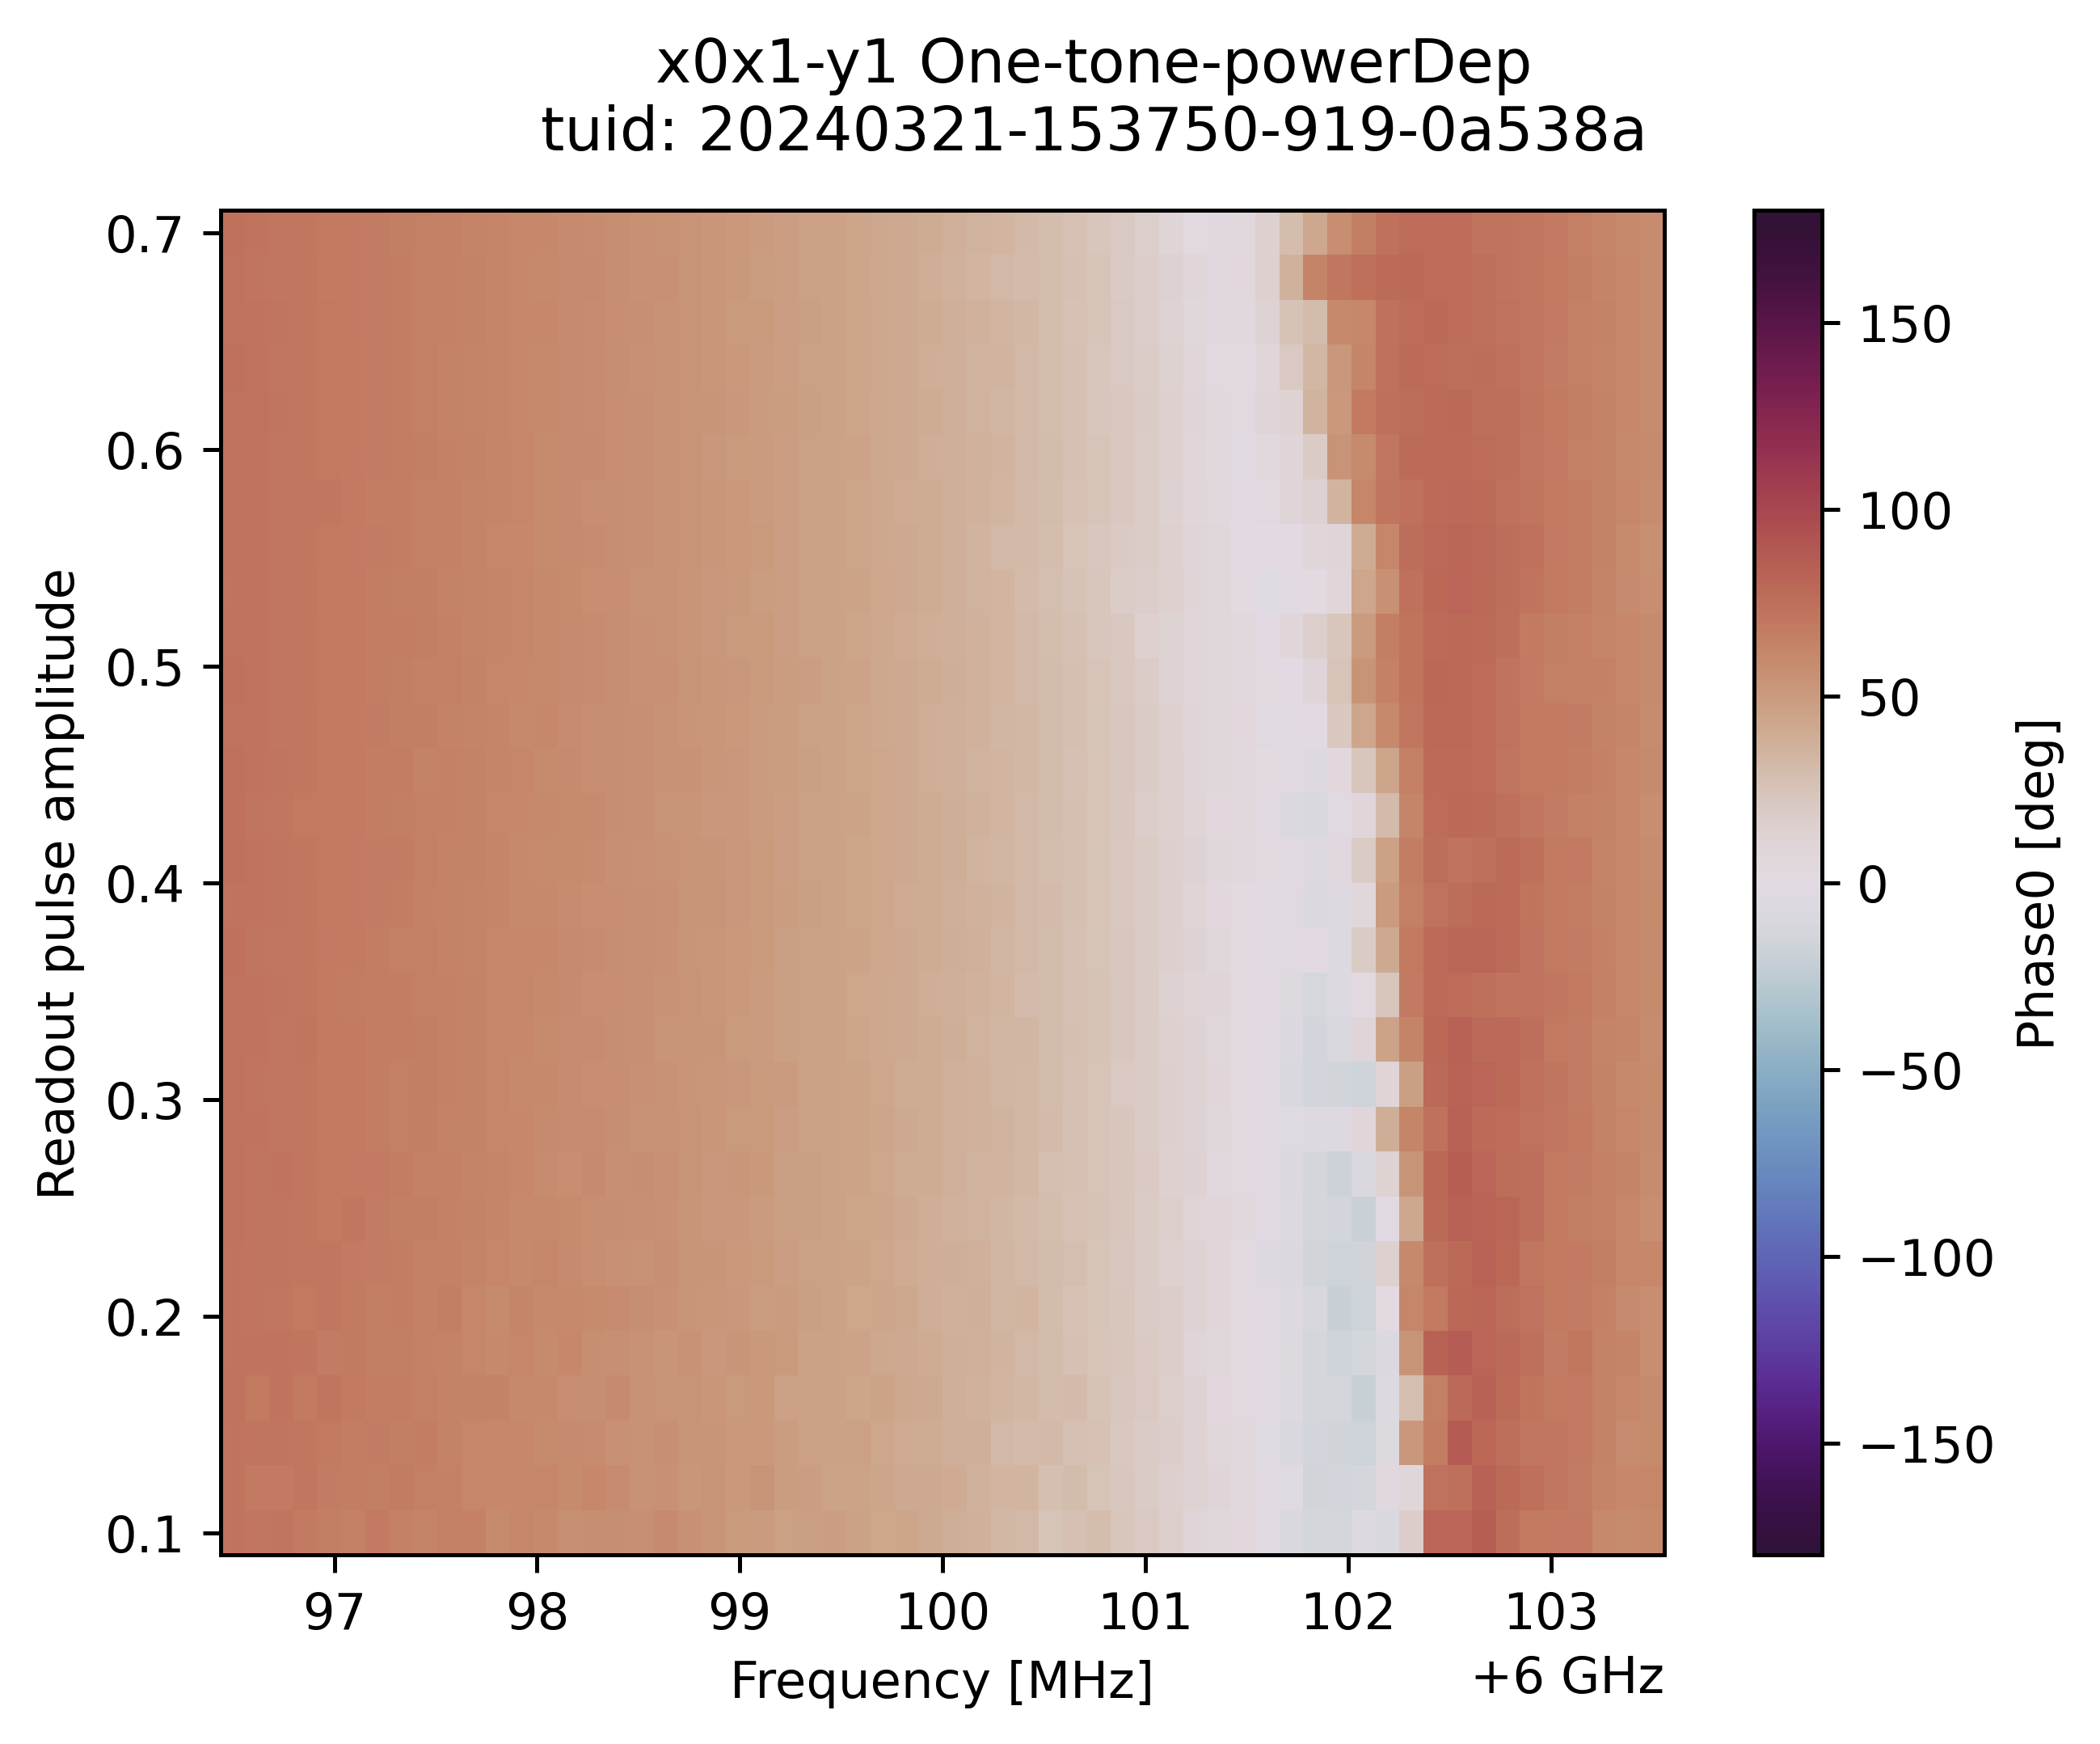 x0x1-y1 One-tone-powerDep
tuid: 20240321-153750-919-0a538a
0.7
0.6
0.5
0.4
0.3
0.2
0.1
Readout pulse amplitude
97 98 99 100 101 102 103
Frequency [MHz]
+6 GHz
150
100
50
0
−50
−100
−150
Phase0 [deg]